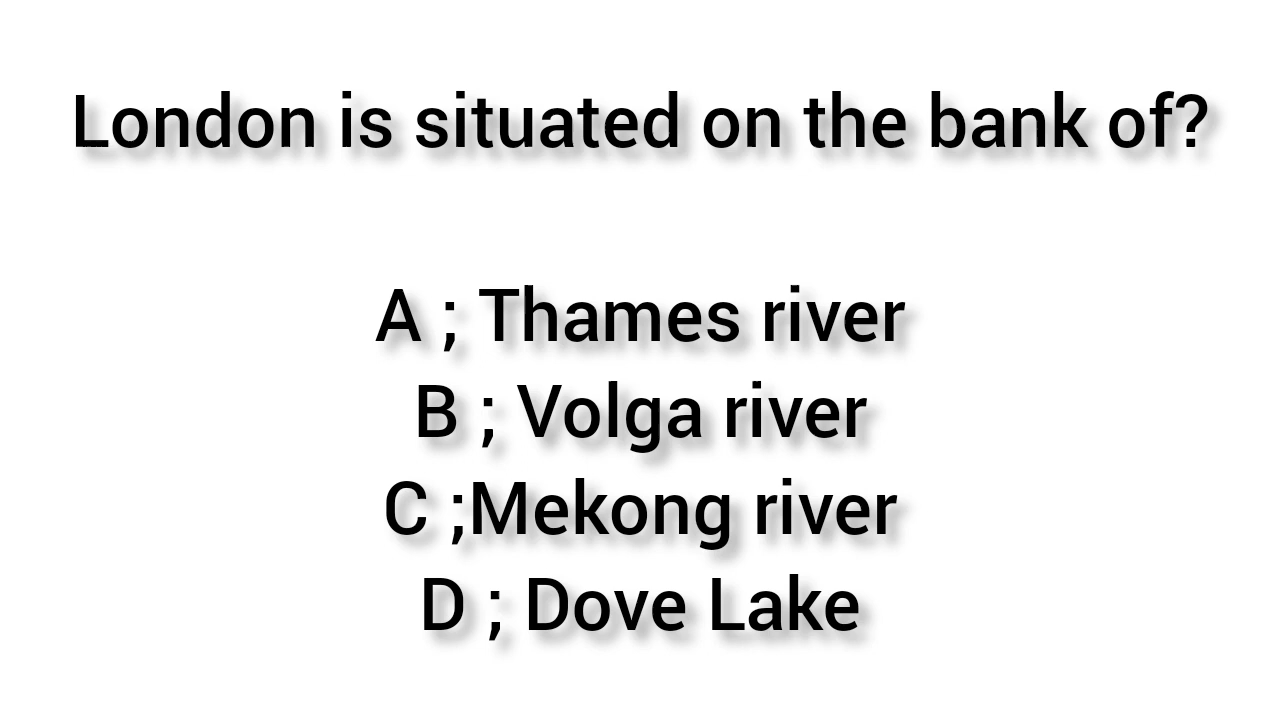 London is situated on the bank of?
A ; Thames river
B ; Volga river
C ;Mekong river
D ; Dove Lake